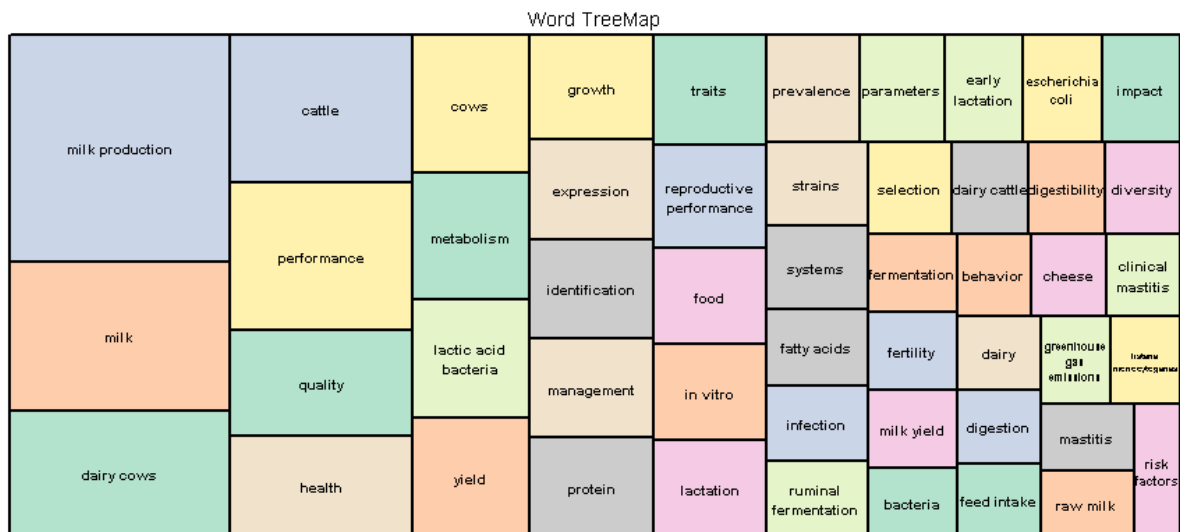 Word TreeMap
milk production
milk
dairy cows
cattle
performance
quality
health
cows
metabolism
lactic acid
bacteria
yield
growth
expression
identification
management
protein
traits
reproductive
performance
food
in vitro
lactation
prevalence
parameters
early
lactation
escherichia
coli
impact
strains
systems
fatty acids
infection
ruminal
fermentation
selection
dairy cattle
digestibility
diversity
fermentation
behavior
cheese
clinical
mastitis
fertility
milk yield
bacteria
dairy
digestion
feed intake
greenhouse
gas
emissions
mastitis
raw milk
risk
factors